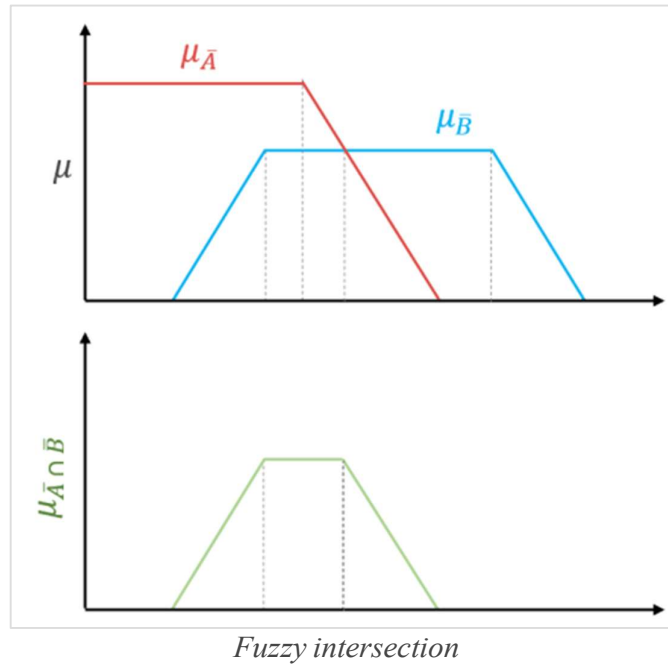 μ_Ā
μ_B̄
μ
μ_Ā ∩ B̄
Fuzzy intersection